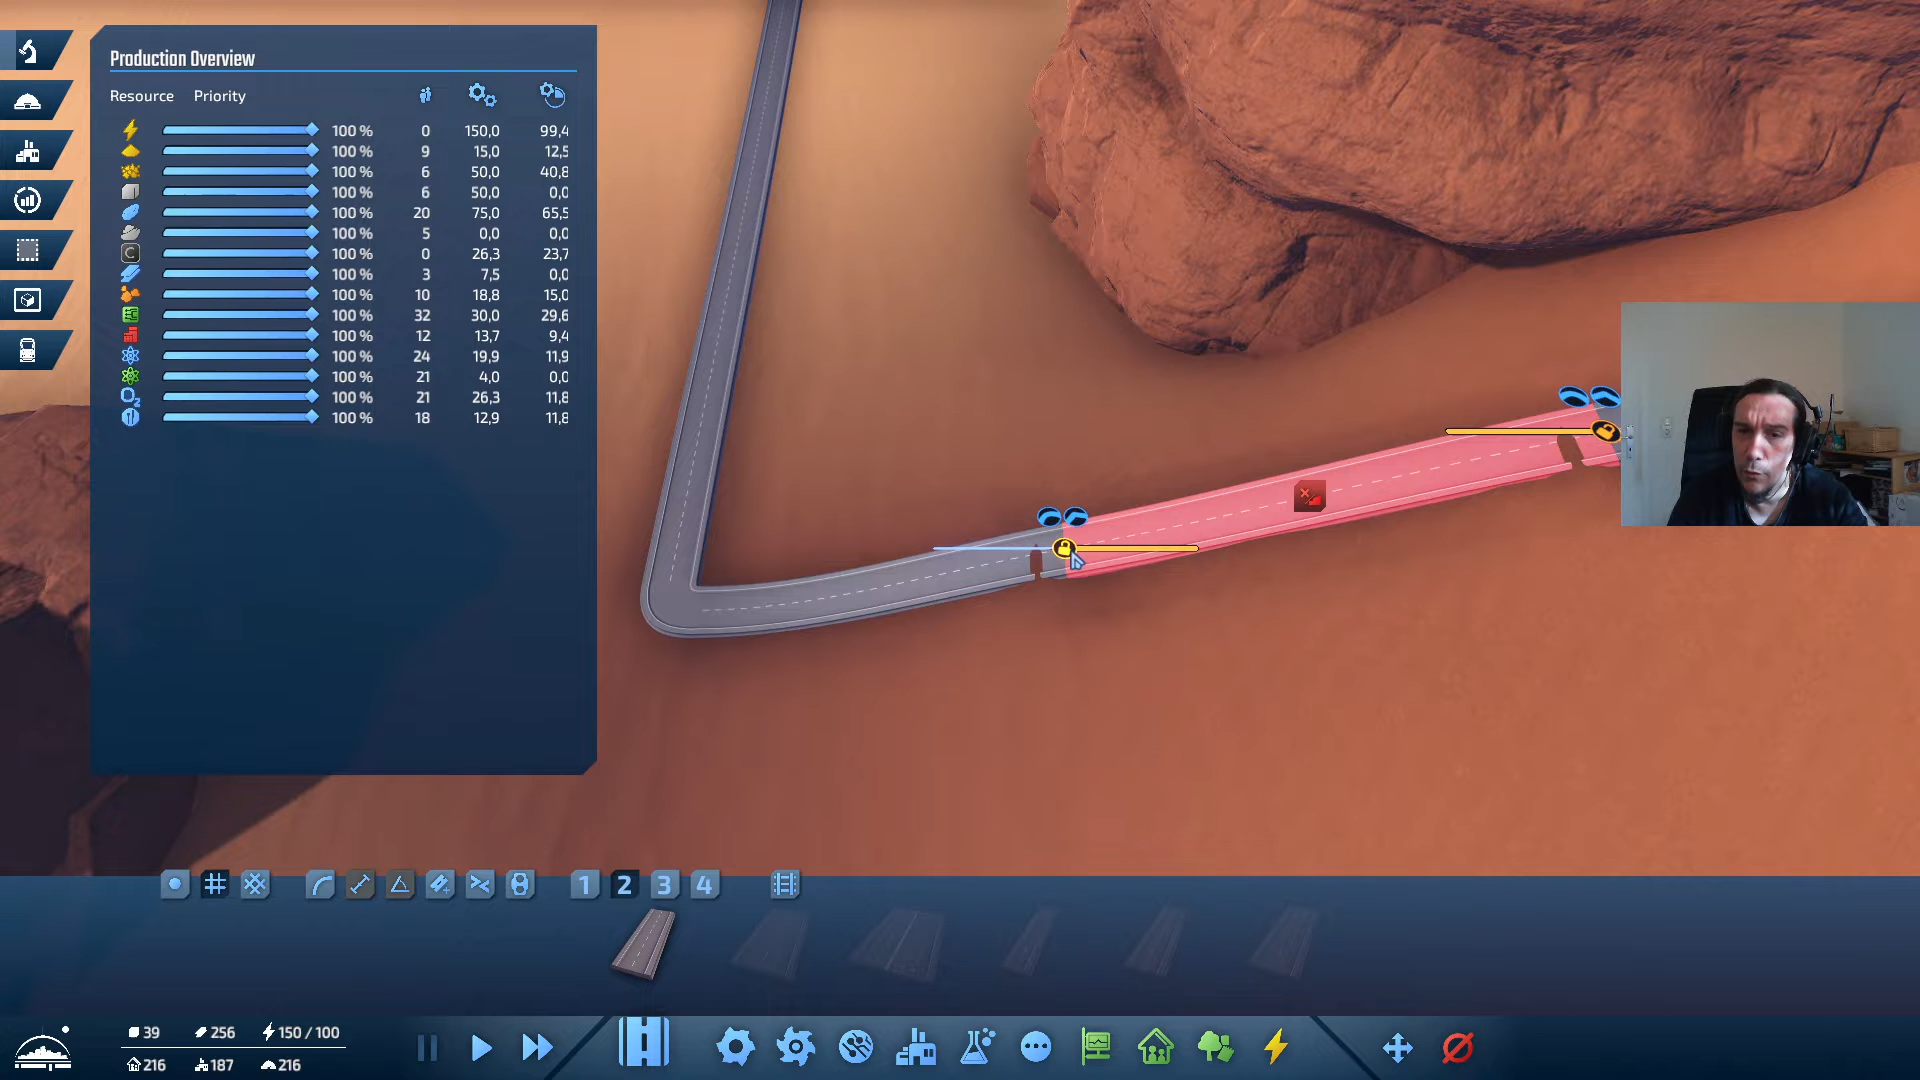 Production Overview
Resource Priority
100 % 0 150,0 99,4
100 % 9 15,0 12,5
100 % 6 50,0 40,8
100 % 6 50,0 0,0
100 % 20 75,0 65,5
100 % 5 0,0 0,0
C 100 % 0 26,3 23,7
100 % 3 7,5 0,0
100 % 10 18,8 15,0
100 % 32 30,0 29,6
100 % 12 13,7 9,4
100 % 24 19,9 11,9
100 % 21 4,0 0,0
O2 100 % 21 26,3 11,8
100 % 18 12,9 11,8
1 2 3 4
39 256 150 / 100
216 187 216